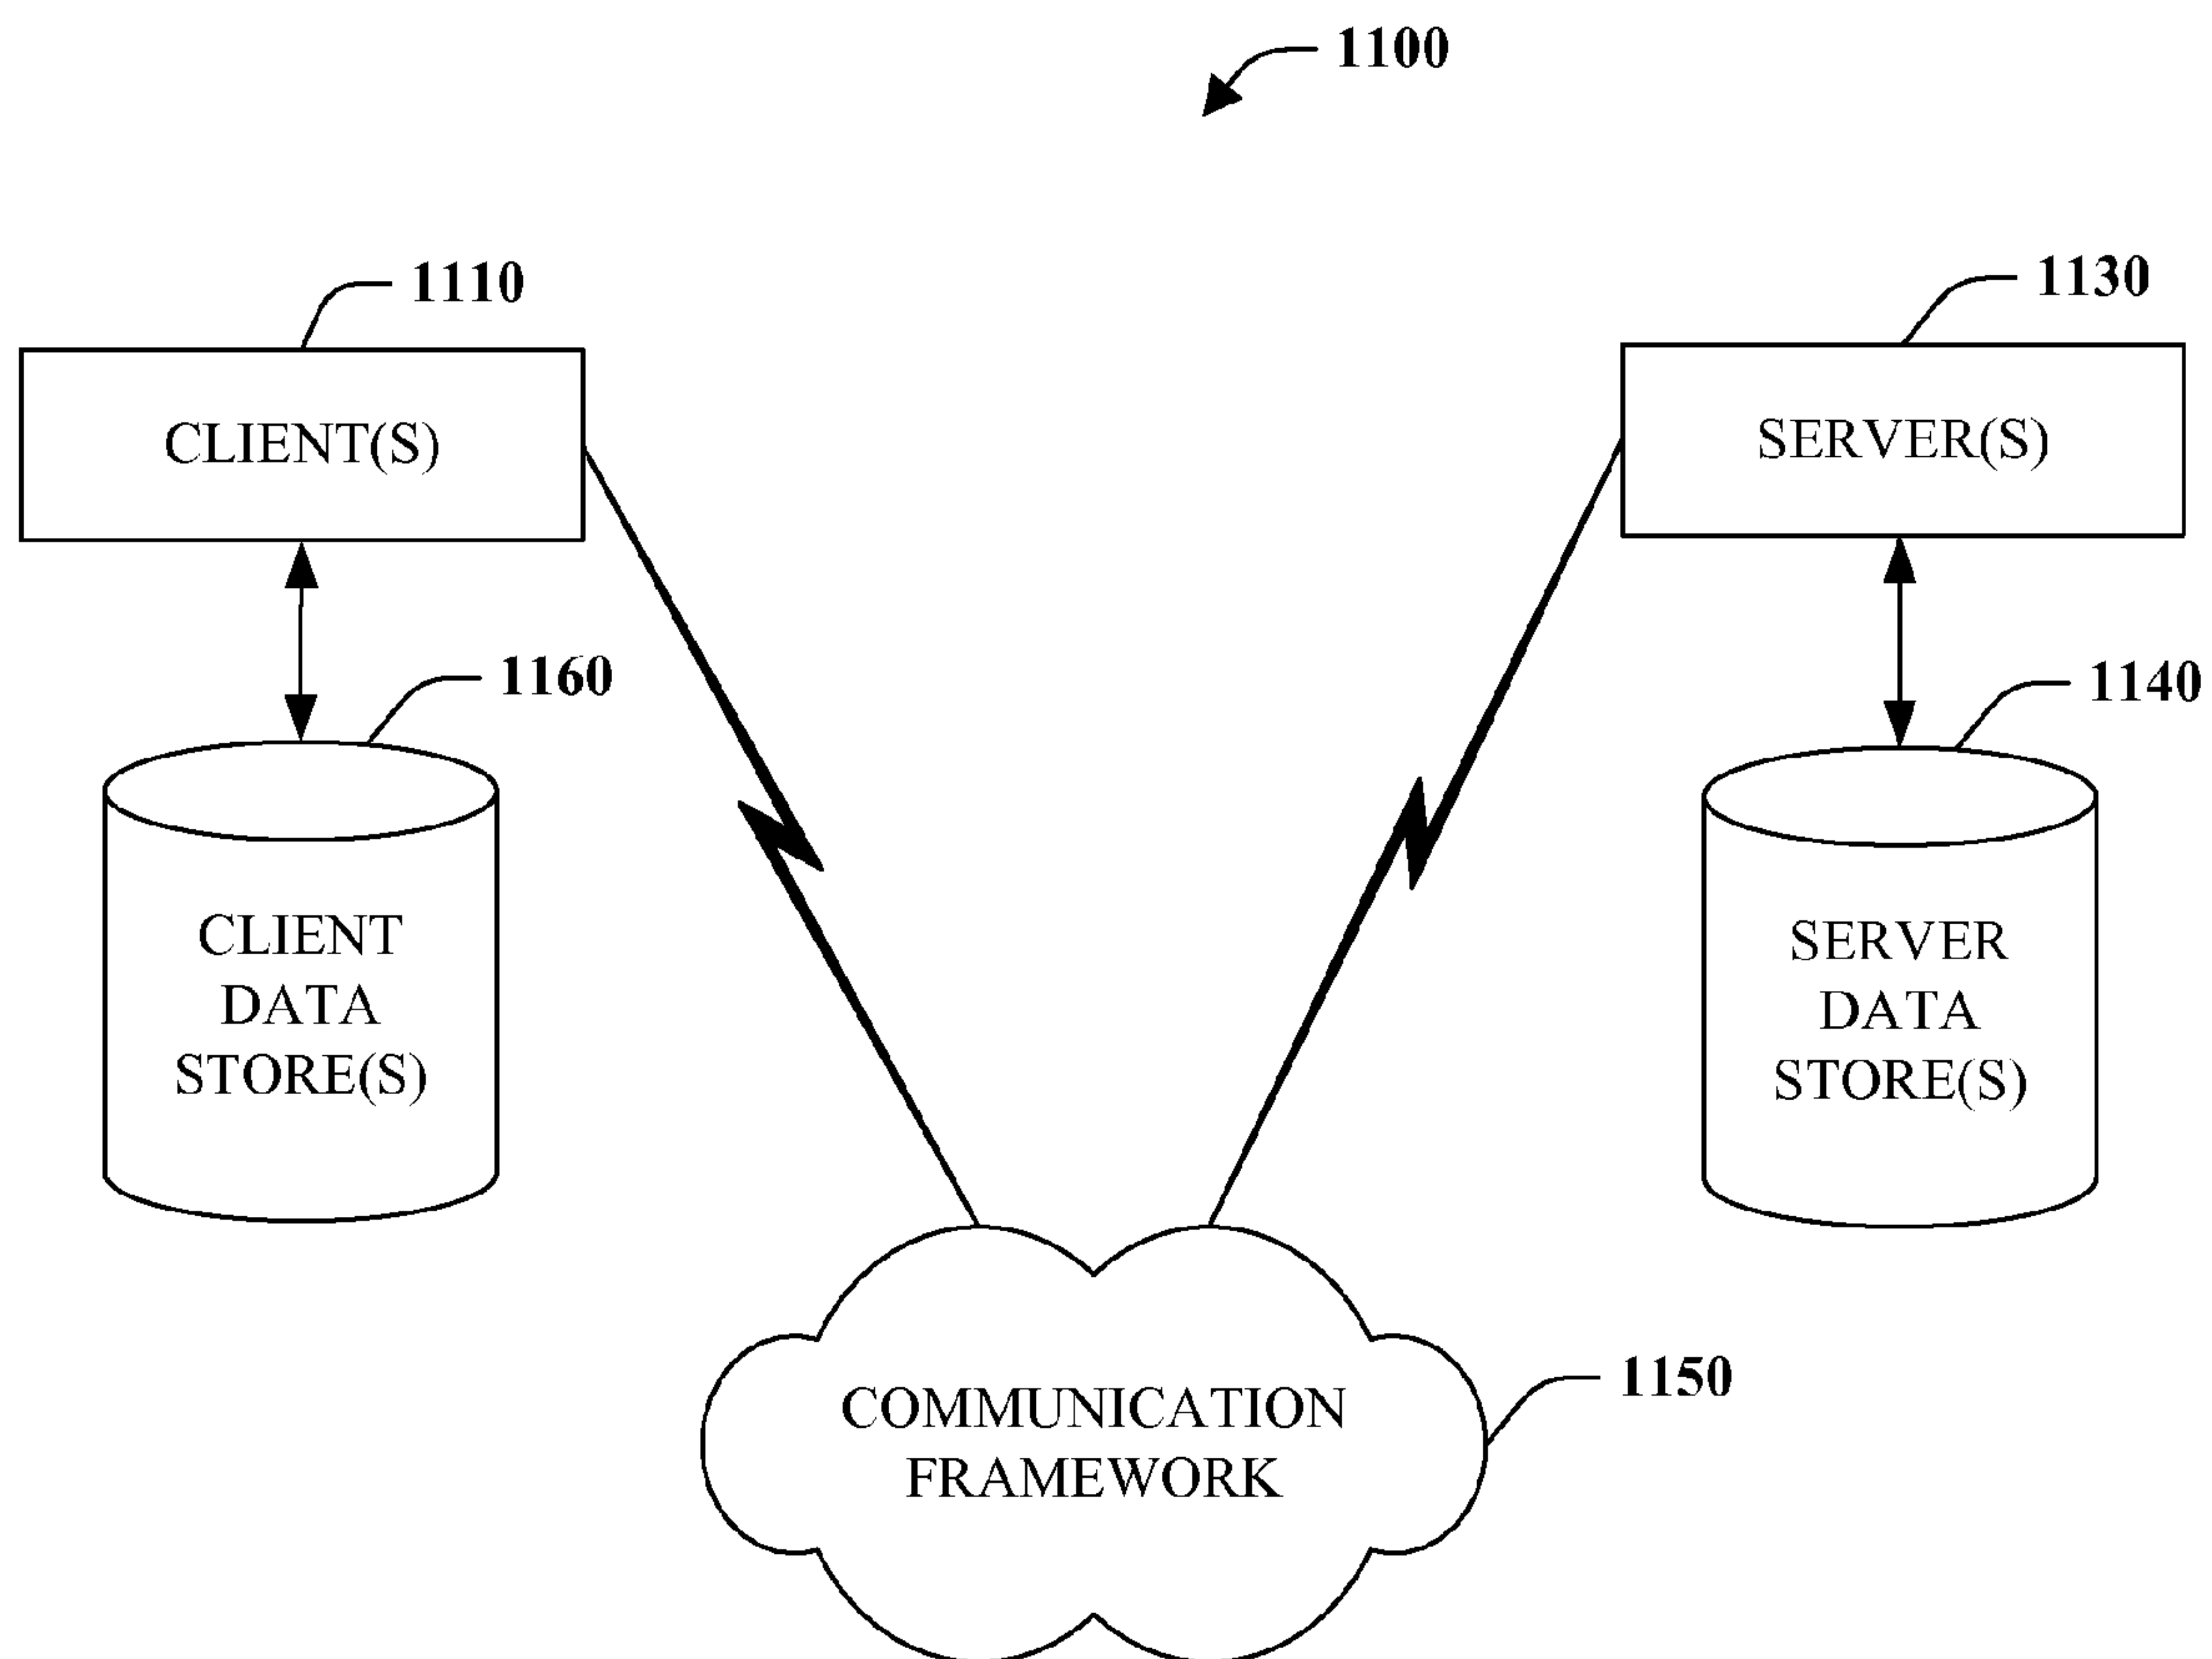 1100
1110
1130
CLIENT(S)
SERVER(S)
1160
1140
CLIENT
DATA
STORE(S)
SERVER
DATA
STORE(S)
1150
COMMUNICATION
FRAMEWORK